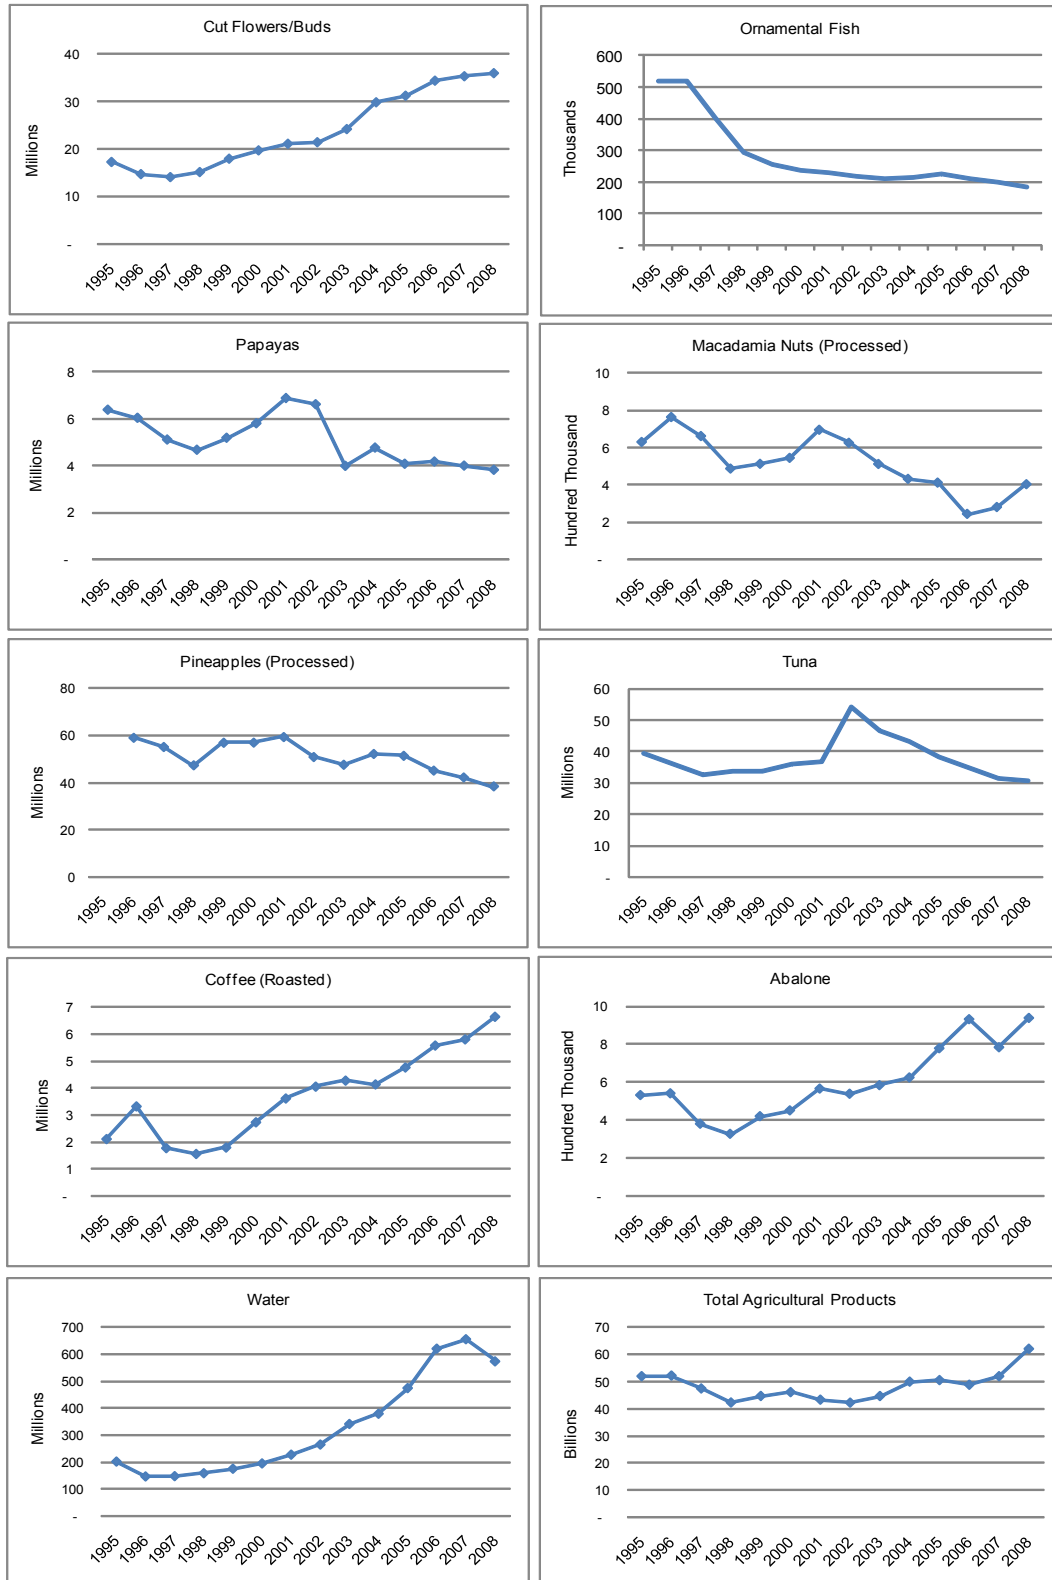 Cut Flowers/Buds
Millions
40
30
20
10
-
1995 1996 1997 1998 1999 2000 2001 2002 2003 2004 2005 2006 2007 2008
Ornamental Fish
Thousands
600
500
400
300
200
100
-
1995 1996 1997 1998 1999 2000 2001 2002 2003 2004 2005 2006 2007 2008
Papayas
Millions
8
6
4
2
-
1995 1996 1997 1998 1999 2000 2001 2002 2003 2004 2005 2006 2007 2008
Macadamia Nuts (Processed)
Hundred Thousand
10
8
6
4
2
-
1995 1996 1997 1998 1999 2000 2001 2002 2003 2004 2005 2006 2007 2008
Pineapples (Processed)
Millions
80
60
40
20
0
1995 1996 1997 1998 1999 2000 2001 2002 2003 2004 2005 2006 2007 2008
Tuna
Millions
60
50
40
30
20
10
-
1995 1996 1997 1998 1999 2000 2001 2002 2003 2004 2005 2006 2007 2008
Coffee (Roasted)
Millions
7
6
5
4
3
2
1
-
1995 1996 1997 1998 1999 2000 2001 2002 2003 2004 2005 2006 2007 2008
Abalone
Hundred Thousand
10
8
6
4
2
-
1995 1996 1997 1998 1999 2000 2001 2002 2003 2004 2005 2006 2007 2008
Water
Millions
700
600
500
400
300
200
100
-
1995 1996 1997 1998 1999 2000 2001 2002 2003 2004 2005 2006 2007 2008
Total Agricultural Products
Billions
70
60
50
40
30
20
10
-
1995 1996 1997 1998 1999 2000 2001 2002 2003 2004 2005 2006 2007 2008